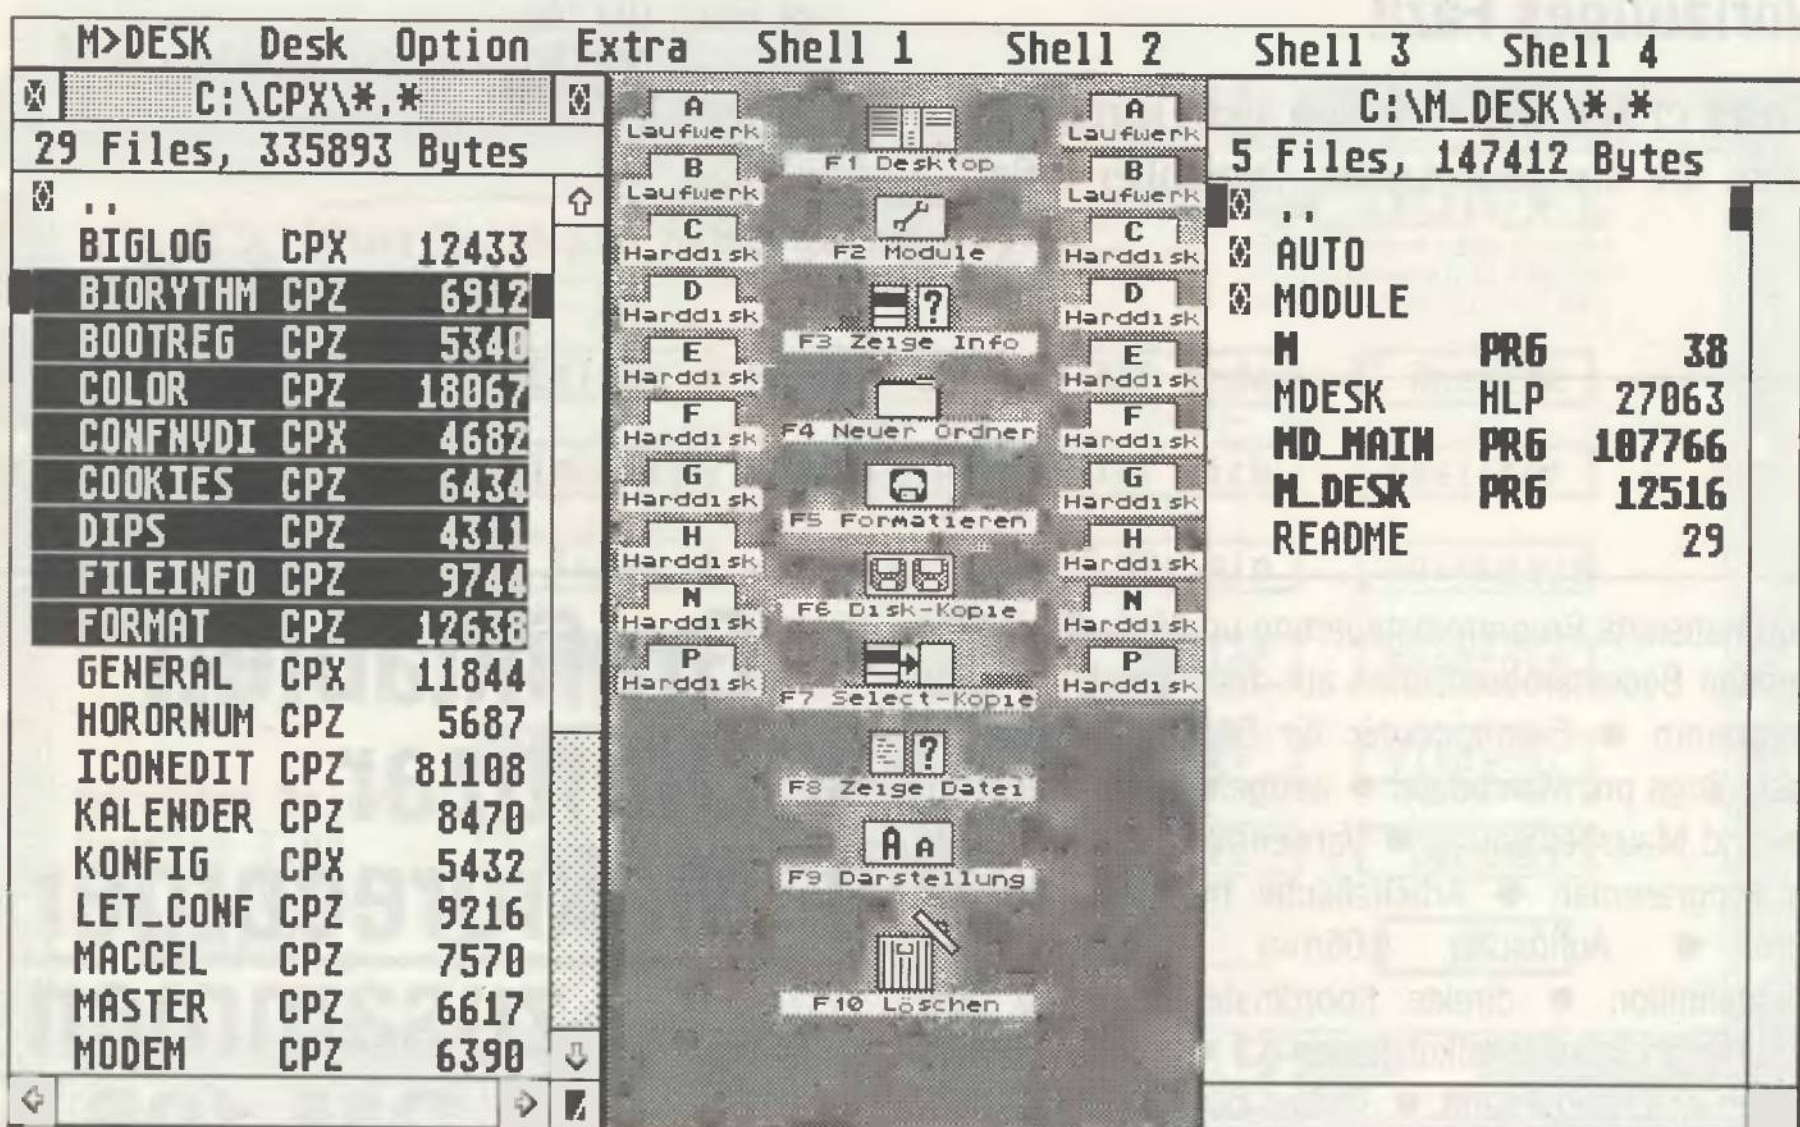 M>DESK Desk Option Extra Shell 1 Shell 2 Shell 3 Shell 4
C:\CPX\*.*
29 Files, 335893 Bytes
..
BIGLOG CPX 12433
BIORYTHM CPZ 6912
BOOTREG CPZ 5340
COLOR CPZ 18067
CONFNVDI CPX 4682
COOKIES CPZ 6434
DIPS CPZ 4311
FILEINFO CPZ 9744
FORMAT CPZ 12638
GENERAL CPX 11844
HORORNUM CPZ 5687
ICONEDIT CPZ 81108
KALENDER CPZ 8470
KONFIG CPX 5432
LET_CONF CPZ 9216
MACCEL CPZ 7570
MASTER CPZ 6617
MODEM CPZ 6390
A
Laufwerk
B
Laufwerk
C
Harddisk
D
Harddisk
E
Harddisk
F
Harddisk
G
Harddisk
H
Harddisk
N
Harddisk
P
Harddisk
F1 Desktop
F2 Module
F3 Zeige Info
F4 Neuer Ordner
F5 Formatieren
F6 Disk-Kopie
F7 Select-Kopie
F8 Zeige Datei
A a
F9 Darstellung
F10 Löschen
A
Laufwerk
B
Laufwerk
C
Harddisk
D
Harddisk
E
Harddisk
F
Harddisk
G
Harddisk
H
Harddisk
N
Harddisk
P
Harddisk
C:\M_DESK\*.*
5 Files, 147412 Bytes
..
AUTO
MODULE
M PRG 38
MDESK HLP 27063
MD_MAIN PRG 107766
M_DESK PRG 12516
README 29